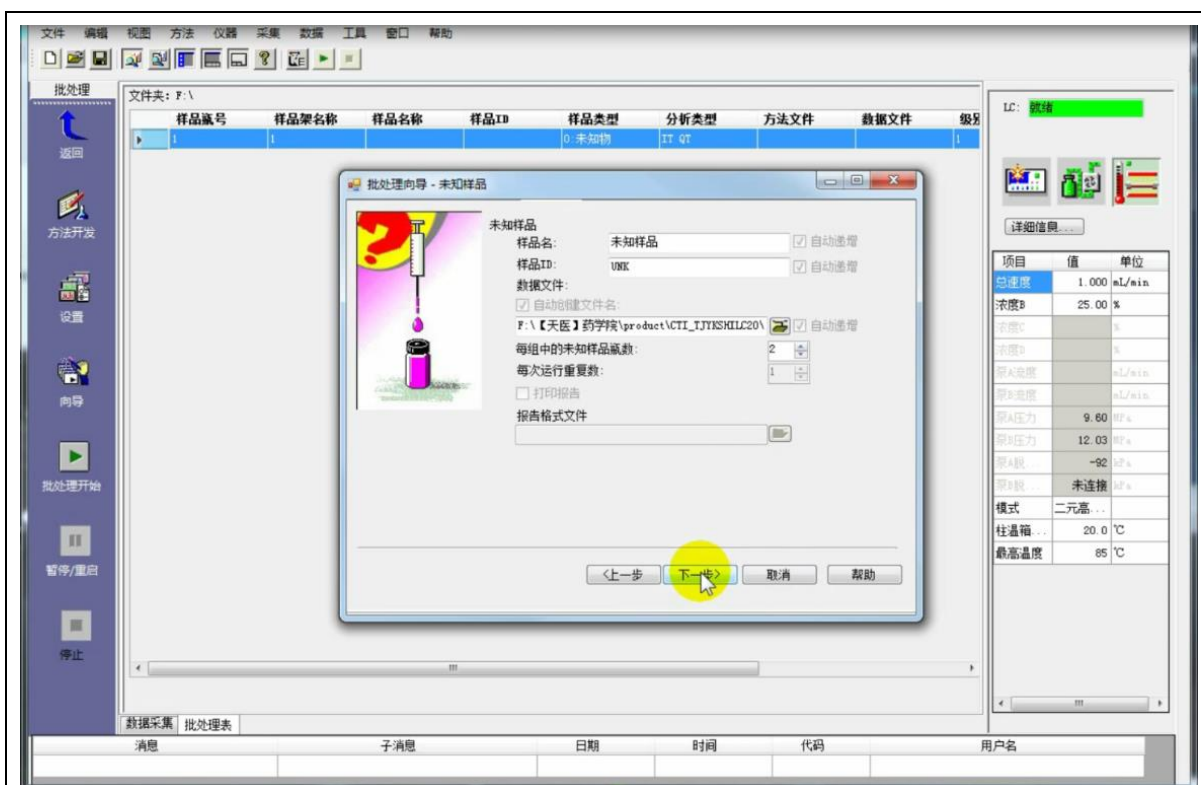 文件 编辑 视图 方法 仪器 采集 数据 工具 窗口 帮助
批处理
返回
方法开发
设置
向导
批处理开始
暂停/重启
停止
文件夹: F:\
样品瓶号 样品架名称 样品名称 样品ID 样品类型 分析类型 方法文件 数据文件 级别
1 1 0:未知物 IT QT 1
批处理向导 - 未知样品
未知样品
样品名: 未知样品 自动递增
样品ID: UNK 自动递增
数据文件:
自动创建文件名:
F:\【天医】药学院\product\CTI_TJYKSHILC20\ 自动递增
每组中的未知样品瓶数: 2
每次运行重复数: 1
打印报告
报告格式文件
<上一步 下一步> 取消 帮助
LC: 就绪
详细信息...
项目 值 单位
总速度 1.000 mL/min
浓度B 25.00 %
浓度C %
浓度D %
泵A流度 mL/min
泵B流度 mL/min
泵A压力 9.60 MPa
泵B压力 12.03 MPa
泵A脱... -92 kPa
泵B脱... 未连接 kPa
模式 二元高...
柱温箱... 20.0 ℃
最高温度 85 ℃
数据采集 批处理表
消息 子消息 日期 时间 代码 用户名